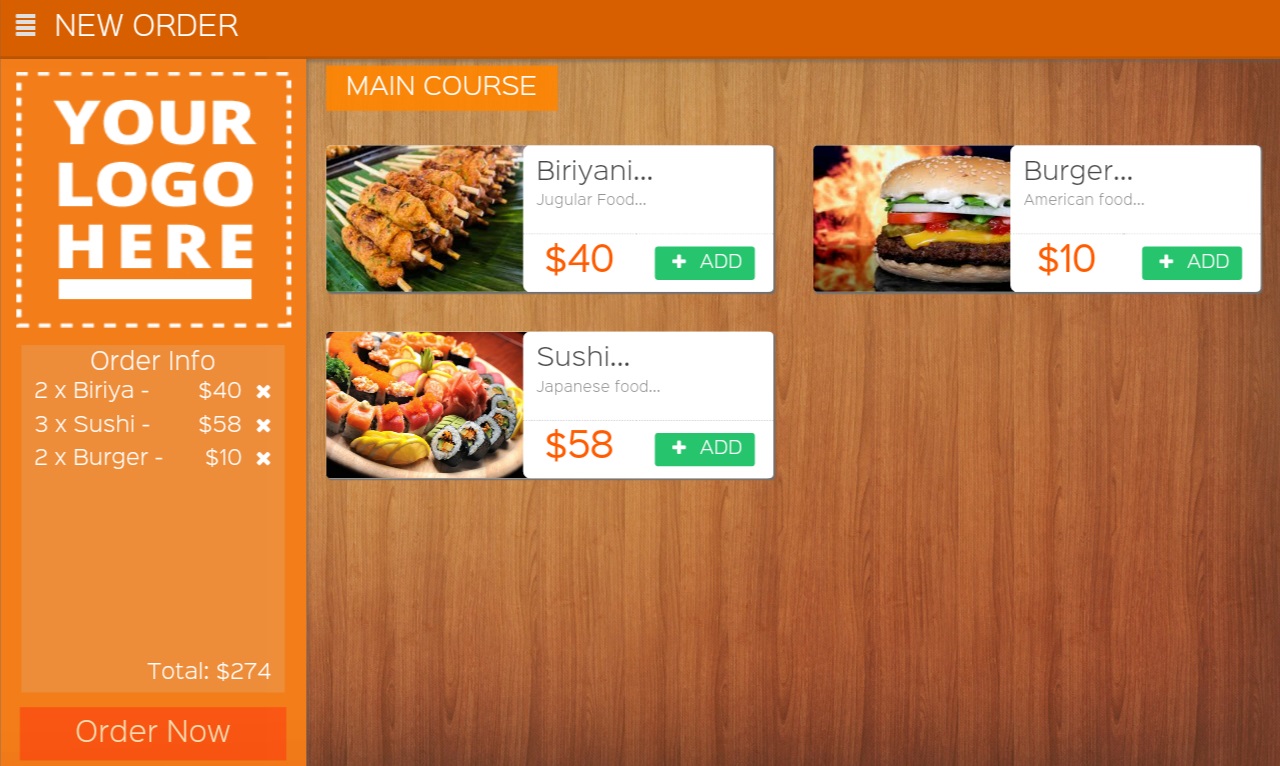 NEW ORDER
YOUR
LOGO
HERE
Order Info
2 x Biriya - $40
3 x Sushi - $58
2 x Burger - $10
Total: $274
Order Now
MAIN COURSE
Biriyani...
Jugular Food...
$40 ADD
Burger...
American food...
$10 ADD
Sushi...
Japanese food...
$58 ADD